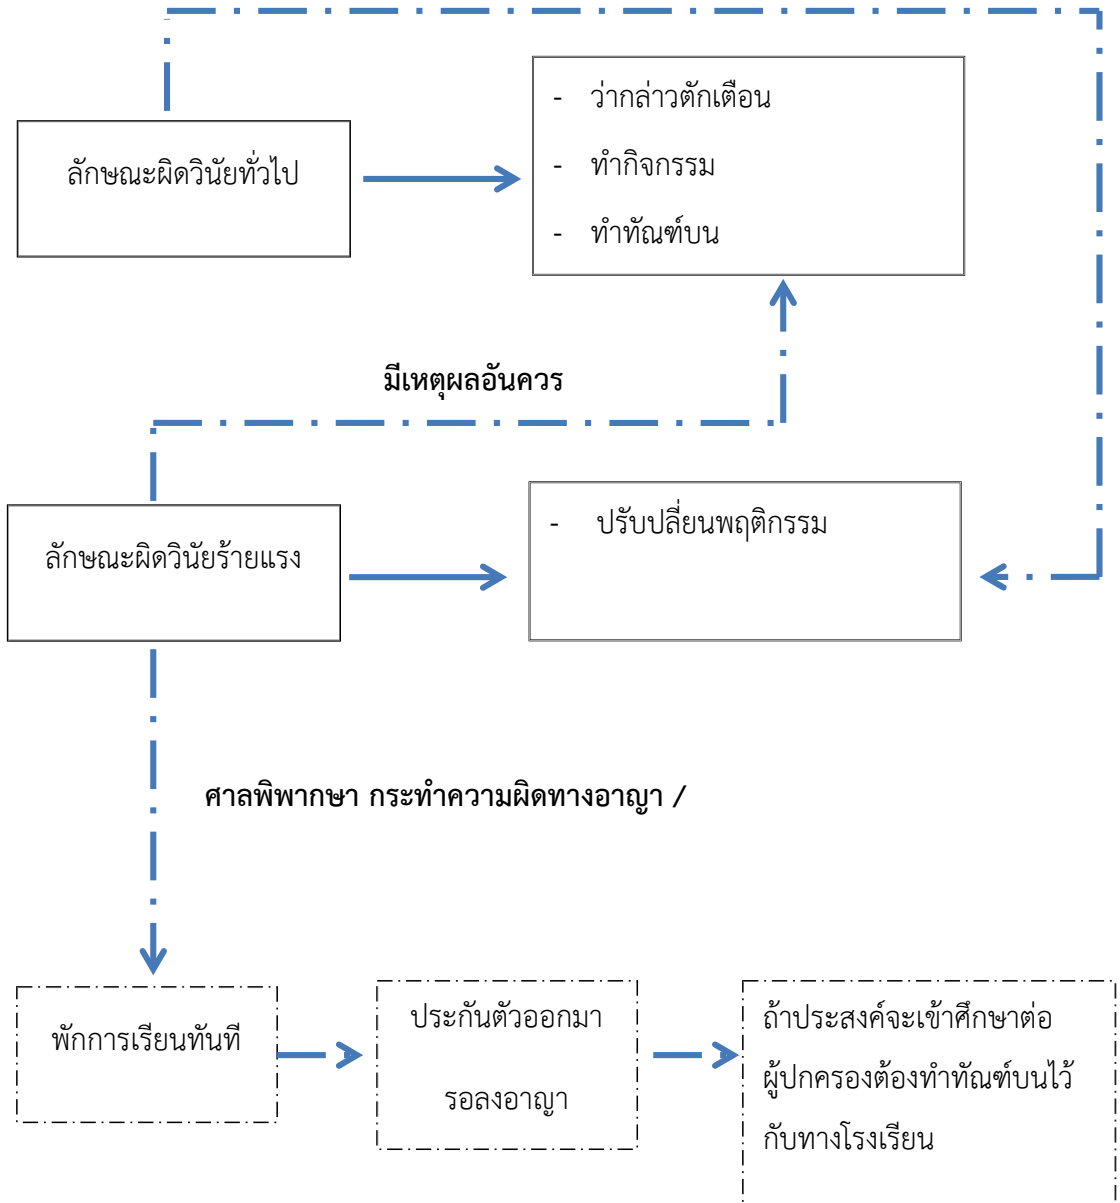 - ว่ากล่าวตักเตือน
ลักษณะผิดวินัยทั่วไป
- ทำกิจกรรม
- ทำทัณฑ์บน
มีเหตุผลอันควร
- ปรับปลี่ยนพฤติกรรม
ลักษณะผิดวินัยร้ายแรง
ศาลพิพากษา กระทำความผิดทางอาญา /
พักการเรียนทันที
ประกันตัวออกมา
รอลงอาญา
ถ้าประสงค์จะเข้าศึกษาต่อ
ผู้ปกครองต้องทำทัณฑ์บนไว้
กับทางโรงเรียน